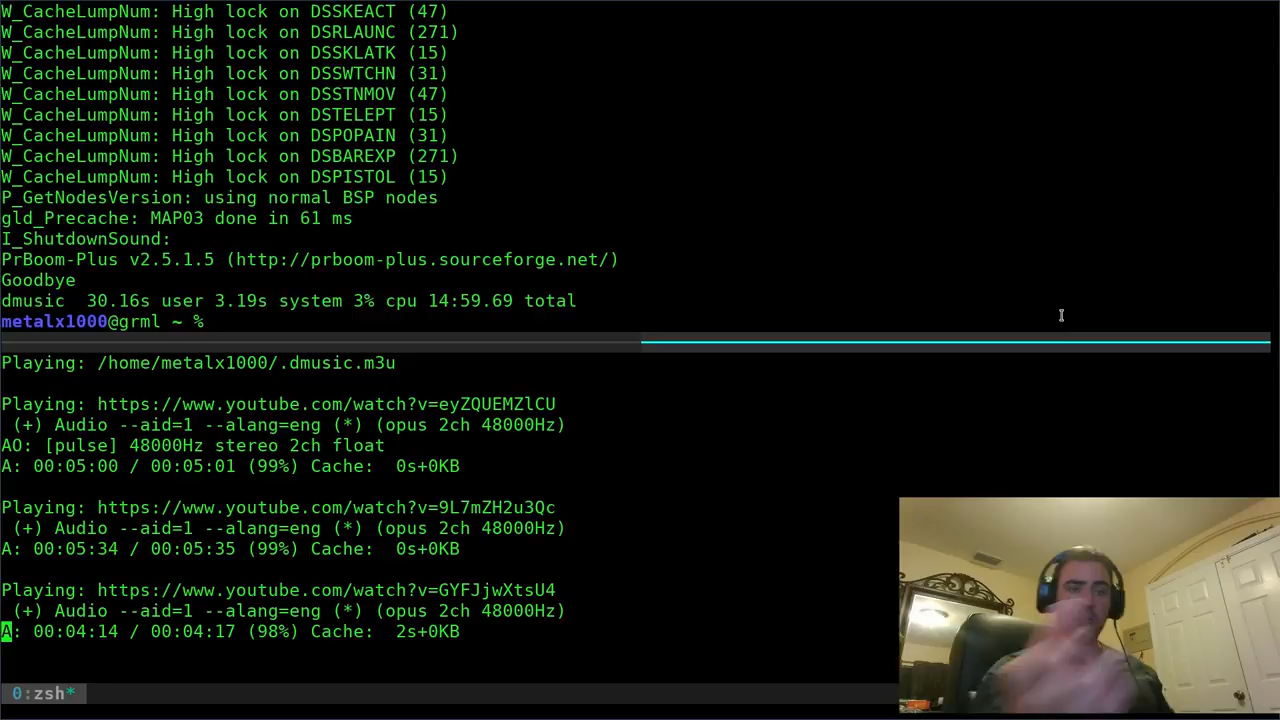 W_CacheLumpNum: High lock on DSSKEACT (47)
W_CacheLumpNum: High lock on DSRLAUNC (271)
W_CacheLumpNum: High lock on DSSKLATK (15)
W_CacheLumpNum: High lock on DSSWTCHN (31)
W_CacheLumpNum: High lock on DSSTNMOV (47)
W_CacheLumpNum: High lock on DSTELEPT (15)
W_CacheLumpNum: High lock on DSPOPAIN (31)
W_CacheLumpNum: High lock on DSBAREXP (271)
W_CacheLumpNum: High lock on DSPISTOL (15)
P_GetNodesVersion: using normal BSP nodes
gld_Precache: MAP03 done in 61 ms
I_ShutdownSound:
PrBoom-Plus v2.5.1.5 (http://prboom-plus.sourceforge.net/)
Goodbye
dmusic  30.16s user 3.19s system 3% cpu 14:59.69 total
metalx1000@grml ~ %
Playing: /home/metalx1000/.dmusic.m3u
Playing: https://www.youtube.com/watch?v=eyZQUEMZlCU
 (+) Audio --aid=1 --alang=eng (*) (opus 2ch 48000Hz)
AO: [pulse] 48000Hz stereo 2ch float
A: 00:05:00 / 00:05:01 (99%) Cache:  0s+0KB
Playing: https://www.youtube.com/watch?v=9L7mZH2u3Qc
 (+) Audio --aid=1 --alang=eng (*) (opus 2ch 48000Hz)
A: 00:05:34 / 00:05:35 (99%) Cache:  0s+0KB
Playing: https://www.youtube.com/watch?v=GYFJjwXtsU4
 (+) Audio --aid=1 --alang=eng (*) (opus 2ch 48000Hz)
A: 00:04:14 / 00:04:17 (98%) Cache:  2s+0KB
0:zsh*